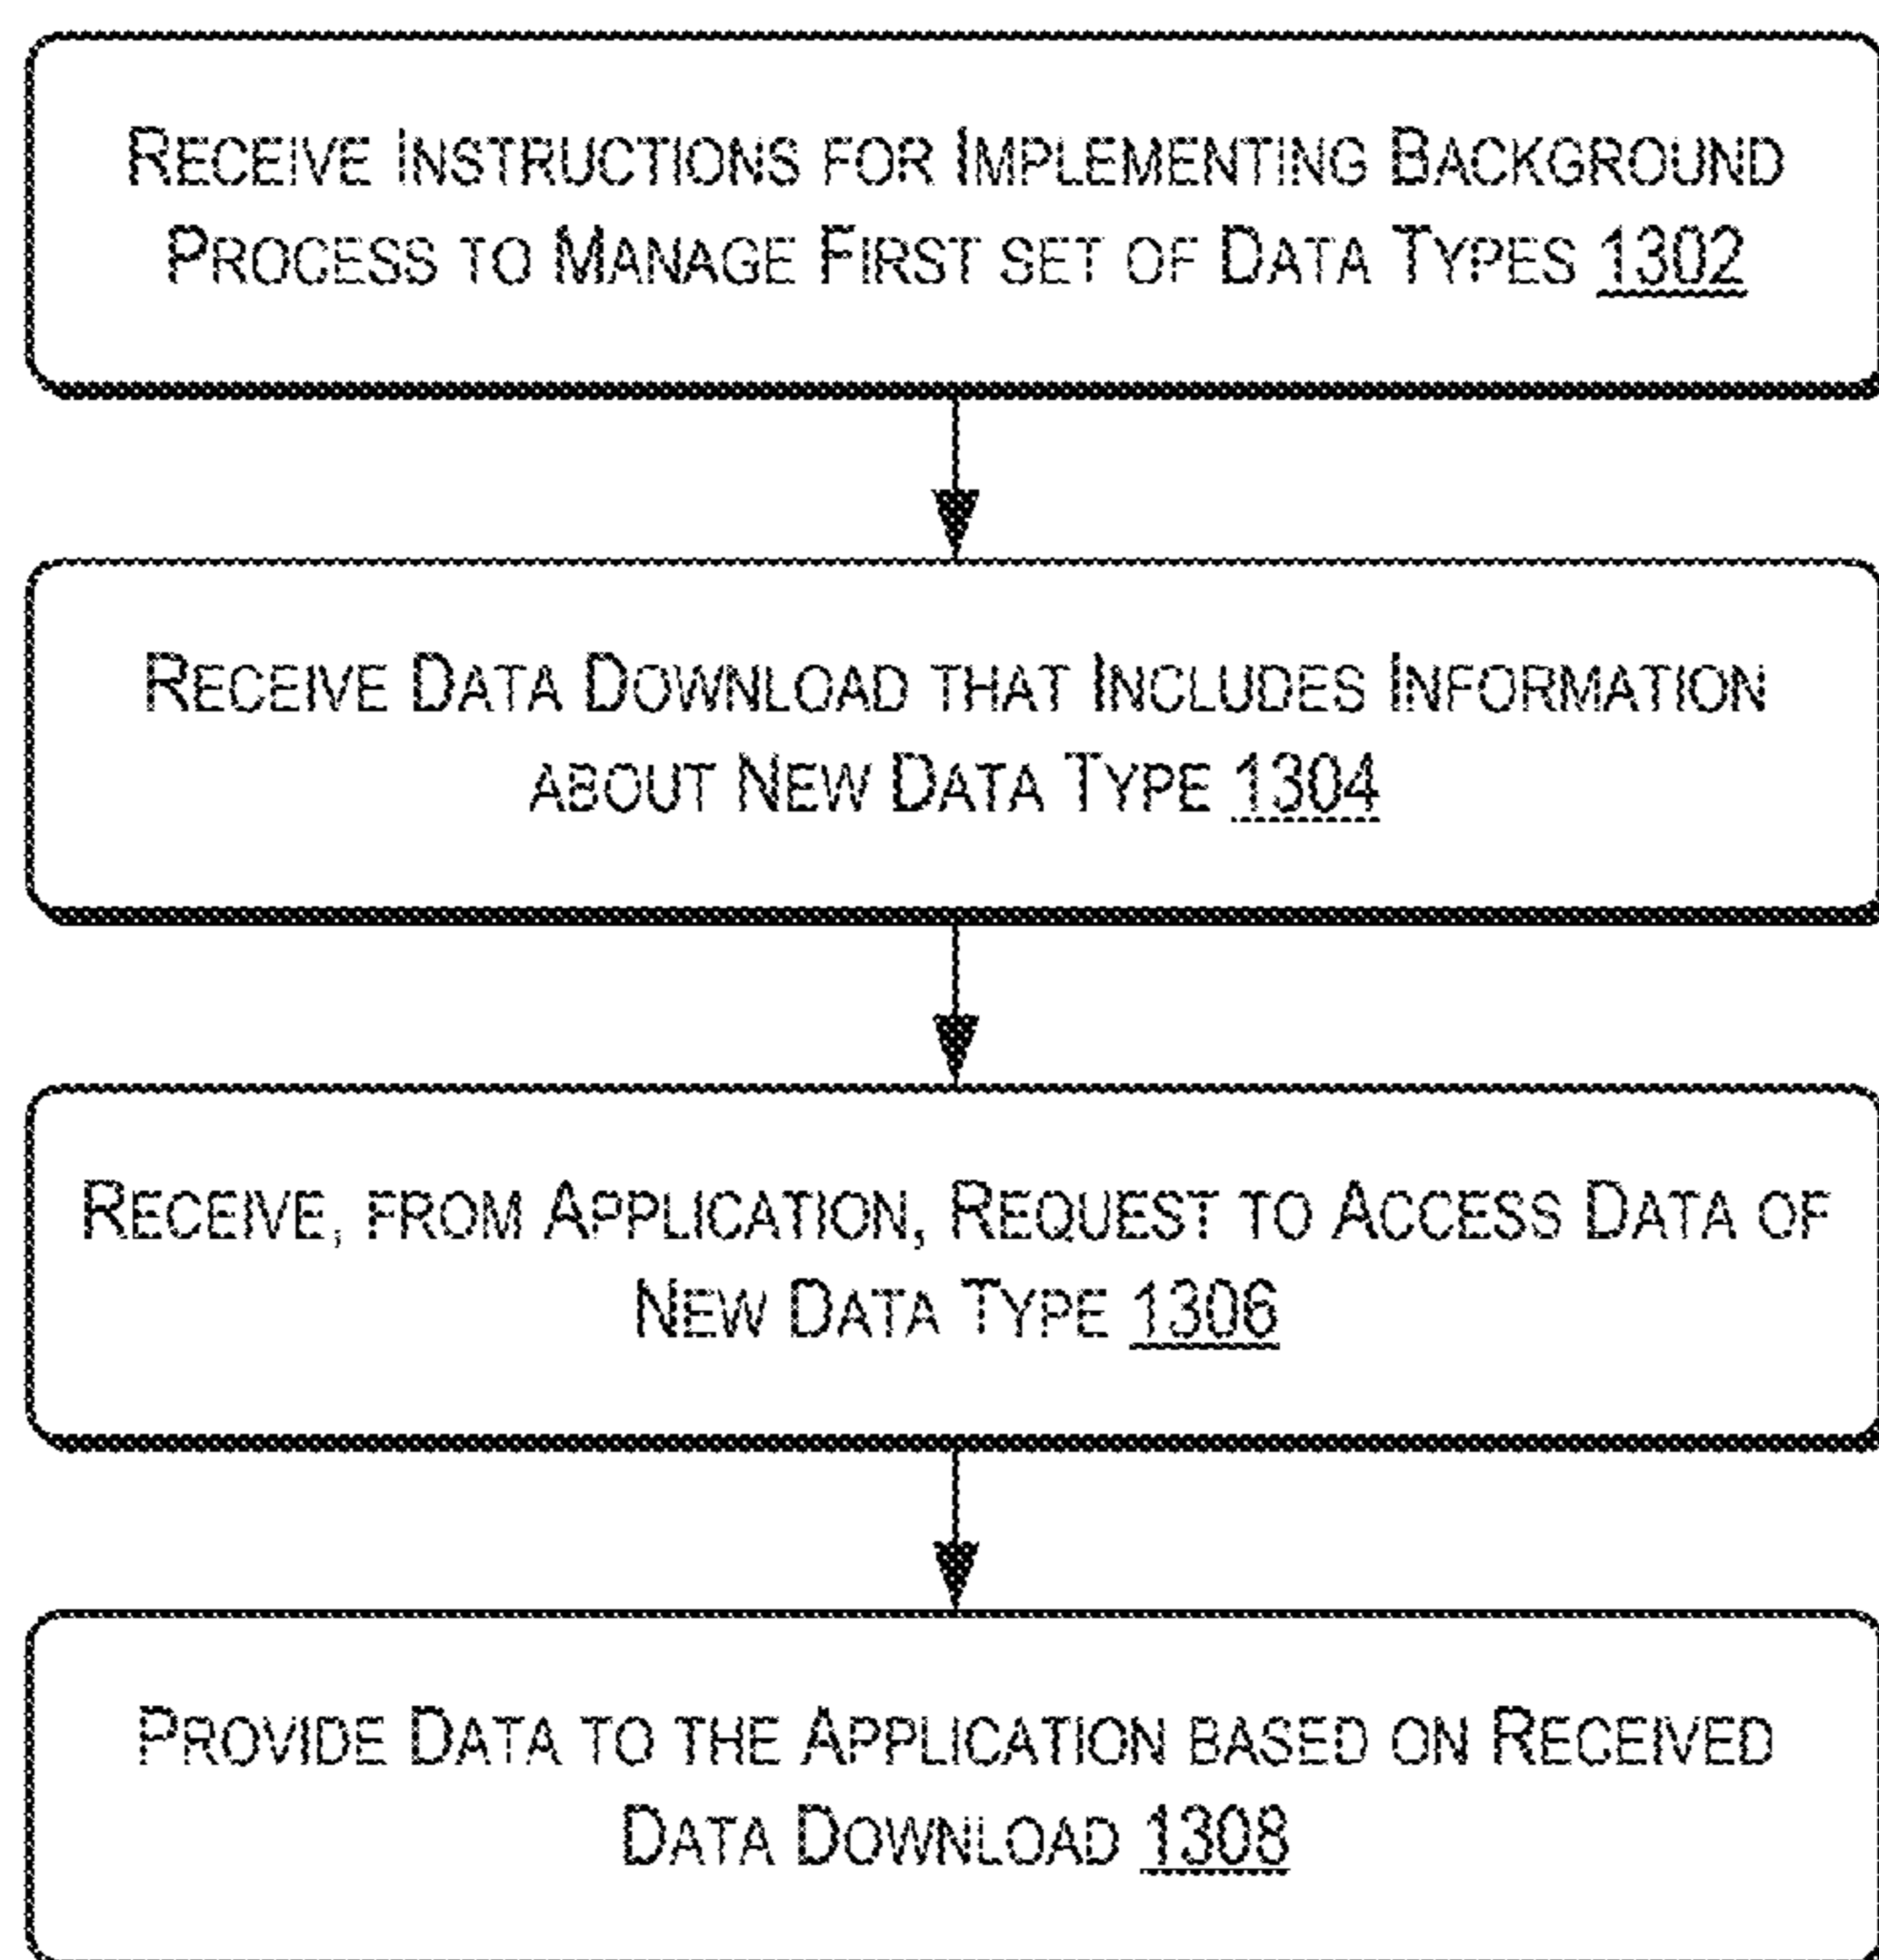 RECEIVE INSTRUCTIONS FOR IMPLEMENTING BACKGROUND
PROCESS TO MANAGE FIRST SET OF DATA TYPES 1302
RECEIVE DATA DOWNLOAD THAT INCLUDES INFORMATION
ABOUT NEW DATA TYPE 1304
RECEIVE, FROM APPLICATION, REQUEST TO ACCESS DATA OF
NEW DATA TYPE 1306
PROVIDE DATA TO THE APPLICATION BASED ON RECEIVED
DATA DOWNLOAD 1308